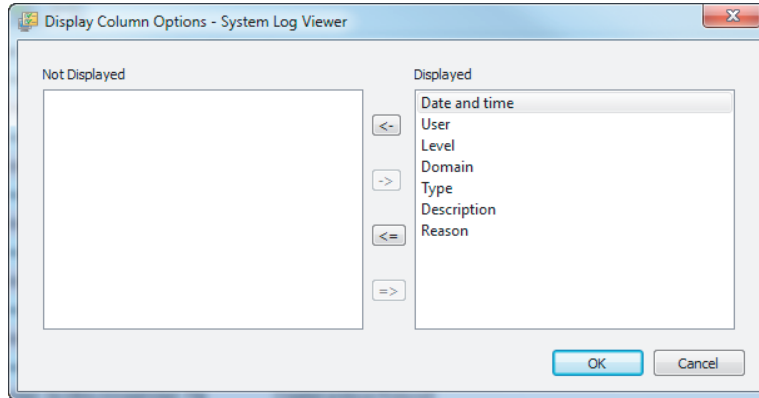 Display Column Options - System Log Viewer
Not Displayed
Displayed
<-
->
<=
=>
Date and time
User
Level
Domain
Type
Description
Reason
OK
Cancel